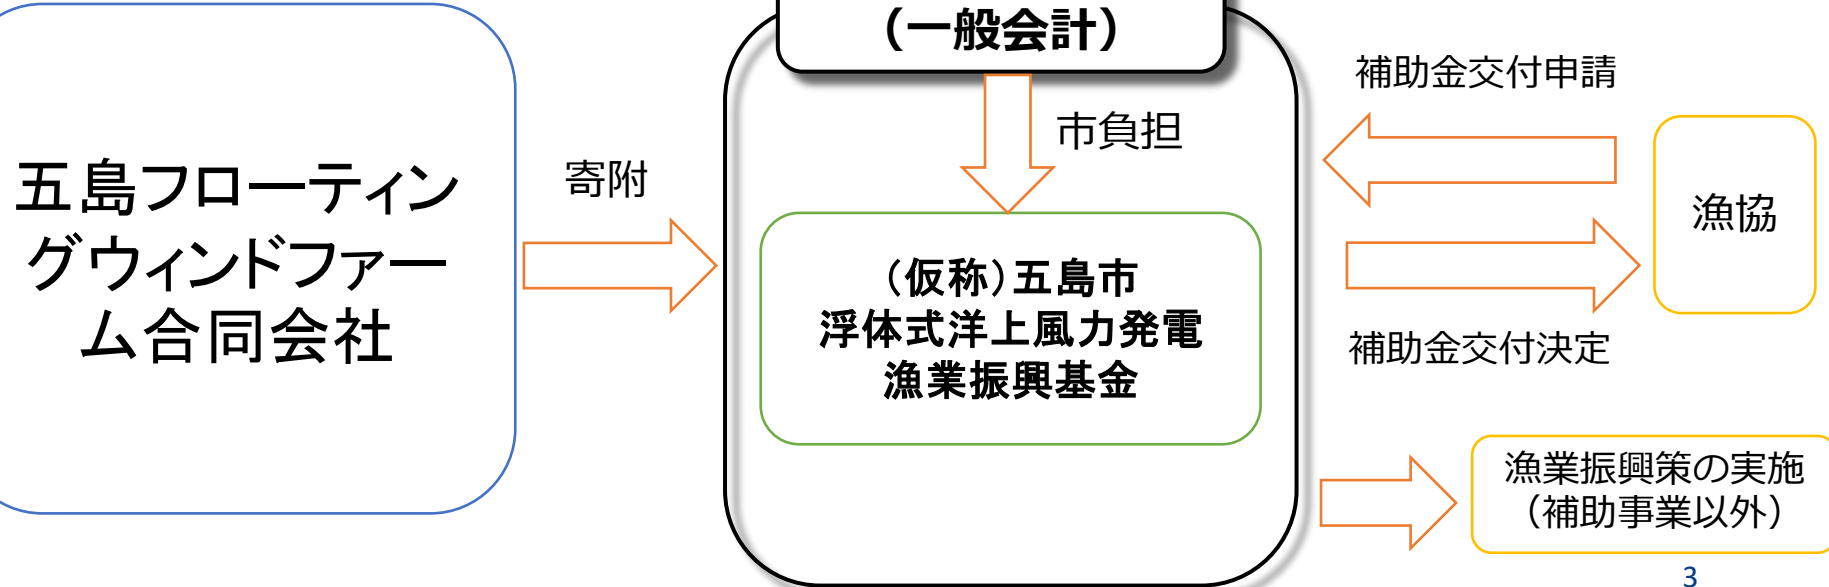 （一般会計）
補助金交付申請
市負担
五島フローティン
グウィンドファー
ム合同会社
寄附
漁協
（仮称）五島市
浮体式洋上風力発電
漁業振興基金
補助金交付決定
漁業振興策の実施
（補助事業以外）
3